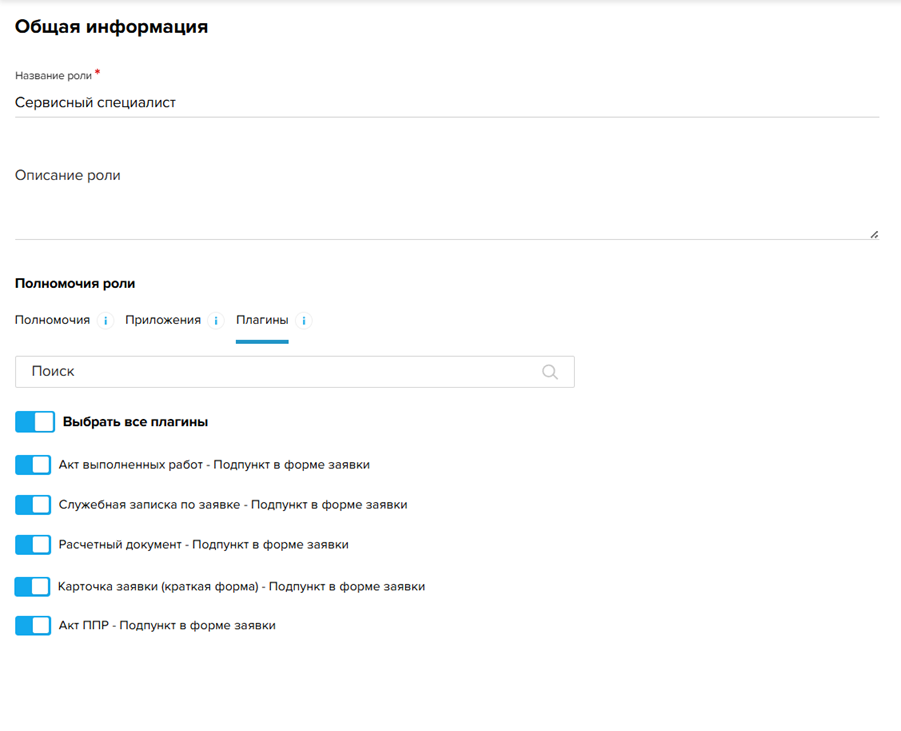 Общая информация
Название роли *
Сервисный специалист
Описание роли
Полномочия роли
Полномочия i Приложения i Плагины i
Поиск
Выбрать все плагины
Акт выполненных работ - Подпункт в форме заявки
Служебная записка по заявке - Подпункт в форме заявки
Расчетный документ - Подпункт в форме заявки
Карточка заявки (краткая форма) - Подпункт в форме заявки
Акт ППР - Подпункт в форме заявки